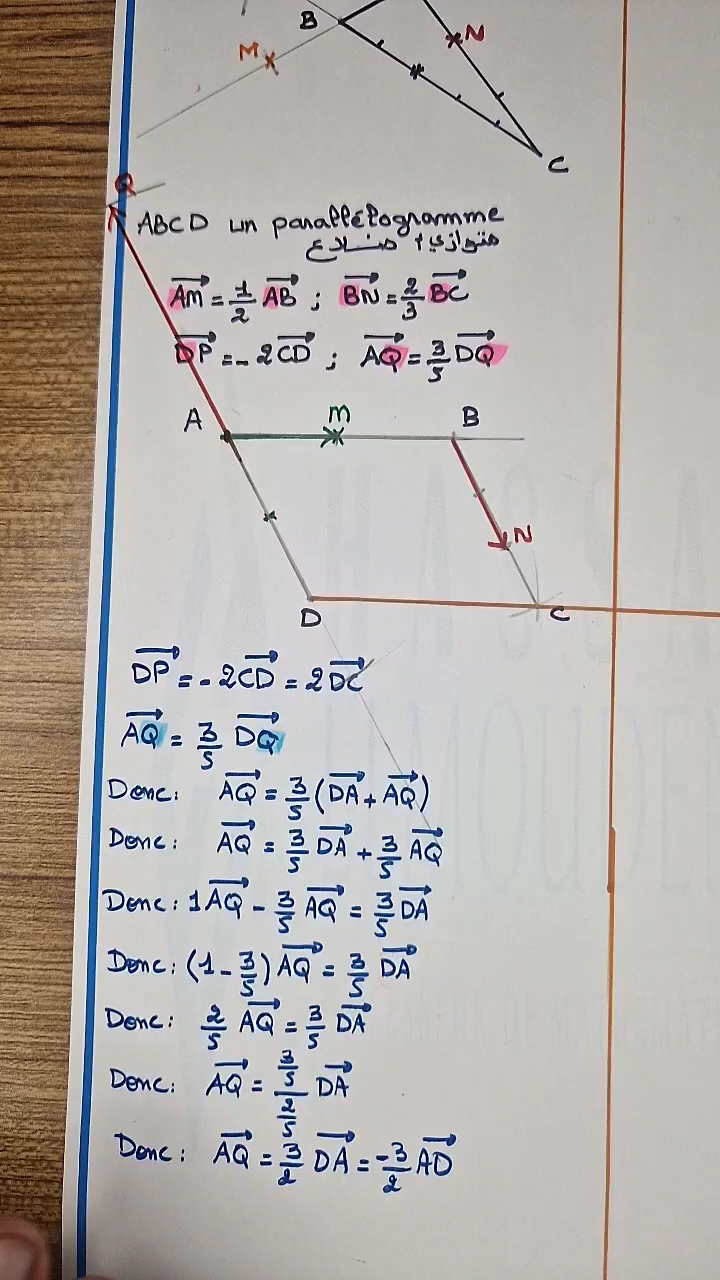 B
M
N
C
Q
ABCD un parallélogramme
متوازي أضلاع
AM = 1/2 AB ; BN = 2/3 BC
DP = - 2CD ; AQ = 3/5 DQ
A M B
N
D C
DP = - 2CD = 2DC
AQ = 3/5 DQ
Donc: AQ = 3/5 (DA + AQ)
Donc: AQ = 3/5 DA + 3/5 AQ
Donc: 1AQ - 3/5 AQ = 3/5 DA
Donc: (1 - 3/5) AQ = 3/5 DA
Donc: 2/5 AQ = 3/5 DA
Donc: AQ = 3/5 / 2/5 DA
Donc: AQ = 3/2 DA = -3/2 AD